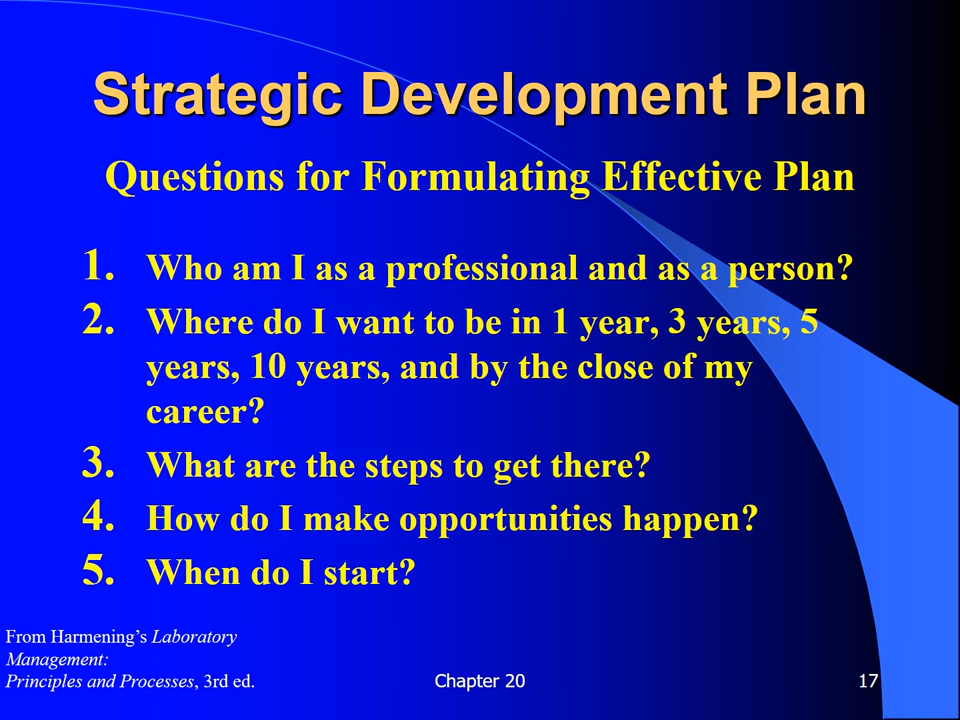 Strategic Development Plan
Questions for Formulating Effective Plan
1. Who am I as a professional and as a person?
2. Where do I want to be in 1 year, 3 years, 5
years, 10 years, and by the close of my
career?
3. What are the steps to get there?
4. How do I make opportunities happen?
5. When do I start?
From Harmening’s Laboratory
Management:
Principles and Processes, 3rd ed.
Chapter 20
17